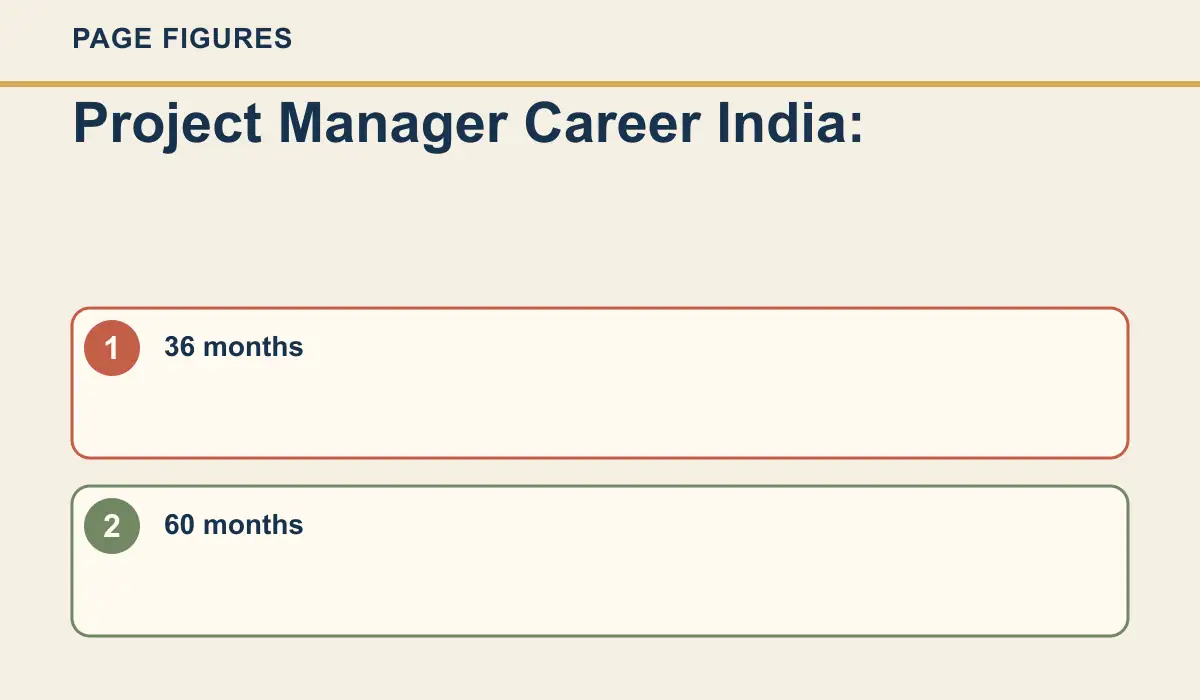 PAGE FIGURES
Project Manager Career India:
1
36 months
2
60 months